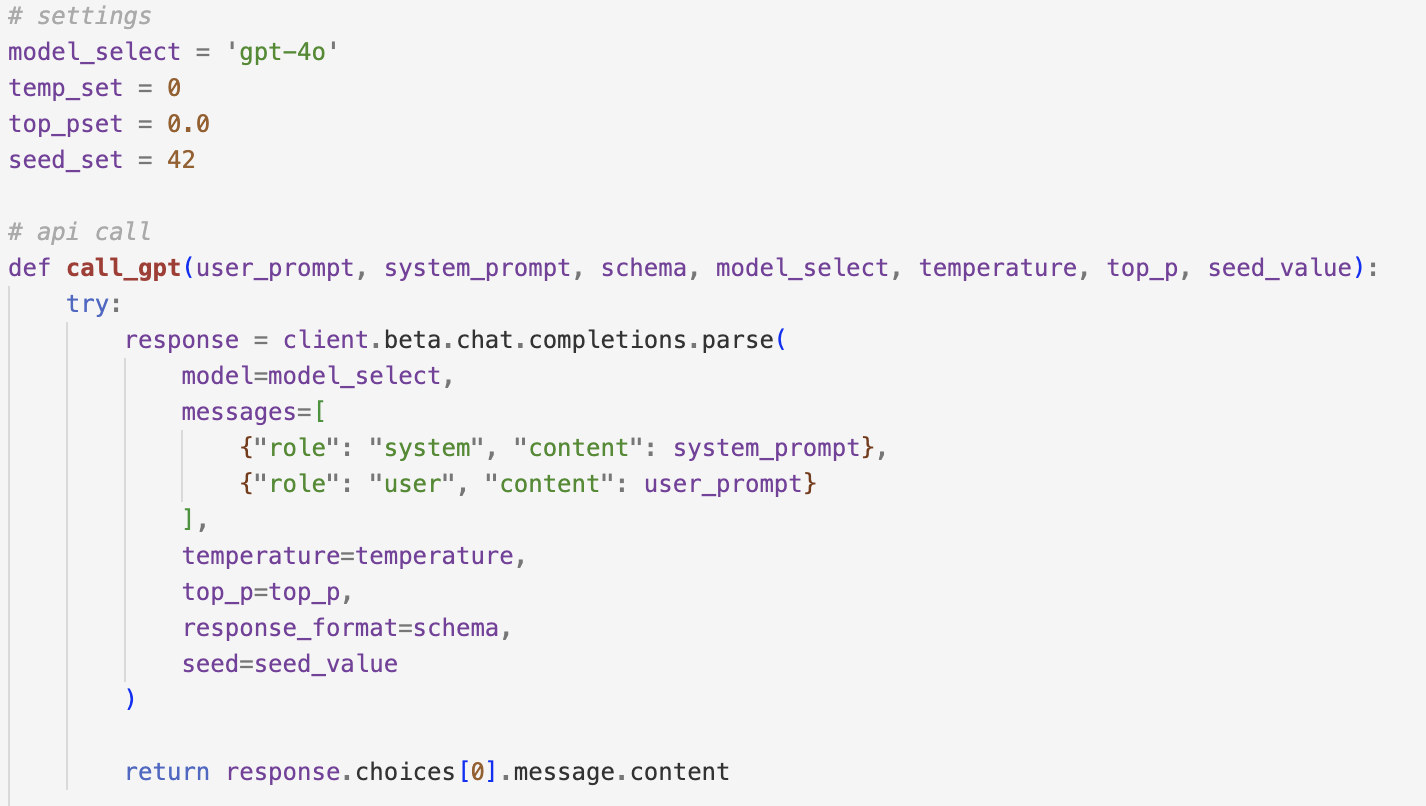 # settings
model_select = 'gpt-4o'
temp_set = 0
top_pset = 0.0
seed_set = 42

# api call
def call_gpt(user_prompt, system_prompt, schema, model_select, temperature, top_p, seed_value):
    try:
        response = client.beta.chat.completions.parse(
            model=model_select,
            messages=[
                {"role": "system", "content": system_prompt},
                {"role": "user", "content": user_prompt}
            ],
            temperature=temperature,
            top_p=top_p,
            response_format=schema,
            seed=seed_value
        )

        return response.choices[0].message.content